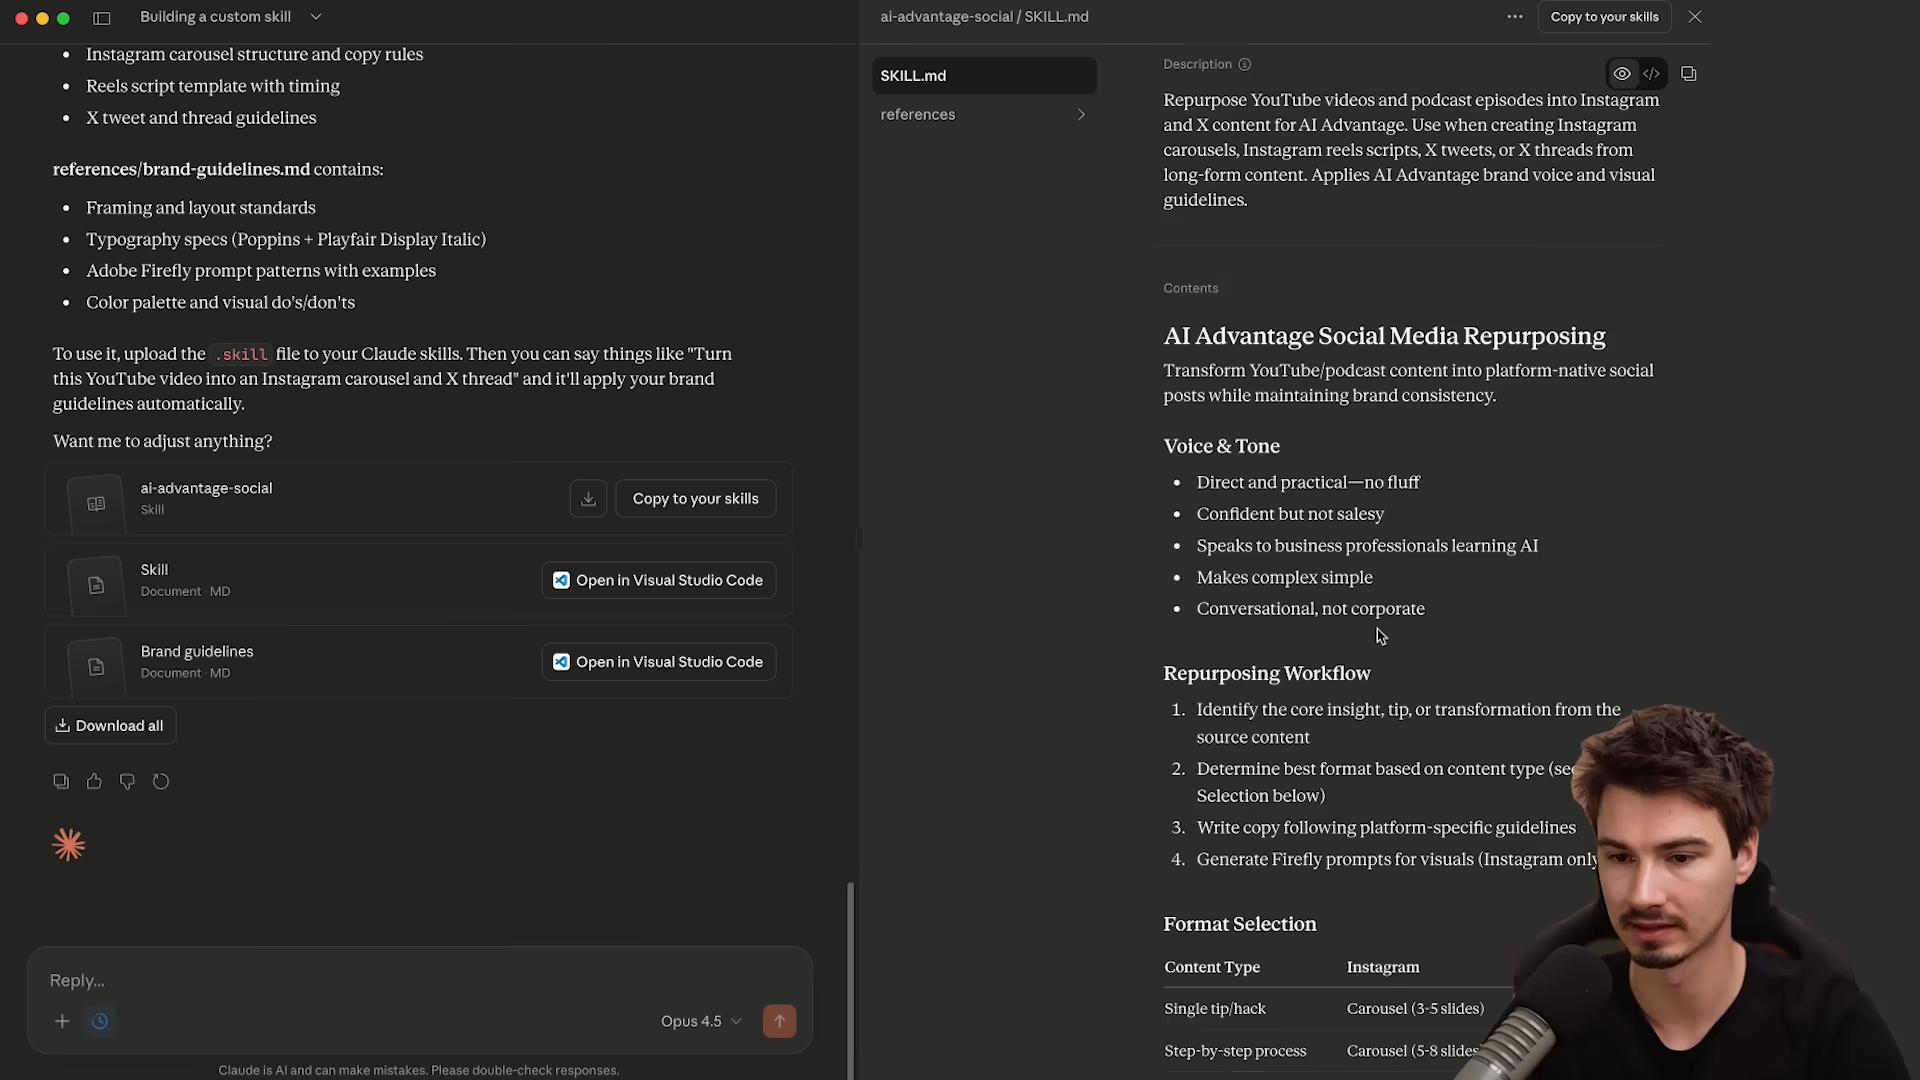 Building a custom skill
Instagram carousel structure and copy rules
Reels script template with timing
X tweet and thread guidelines
references/brand-guidelines.md contains:
Framing and layout standards
Typography specs (Poppins + Playfair Display Italic)
Adobe Firefly prompt patterns with examples
Color palette and visual do's/don'ts
To use it, upload the .skill file to your Claude skills. Then you can say things like "Turn
this YouTube video into an Instagram carousel and X thread" and it'll apply your brand
guidelines automatically.
Want me to adjust anything?
ai-advantage-social
Skill
Copy to your skills
Skill
Document · MD
Open in Visual Studio Code
Brand guidelines
Document · MD
Open in Visual Studio Code
Download all
Reply...
Opus 4.5
Claude is AI and can make mistakes. Please double-check responses.
ai-advantage-social / SKILL.md
Copy to your skills
SKILL.md
references
Description
Repurpose YouTube videos and podcast episodes into Instagram
and X content for AI Advantage. Use when creating Instagram
carousels, Instagram reels scripts, X tweets, or X threads from
long-form content. Applies AI Advantage brand voice and visual
guidelines.
Contents
AI Advantage Social Media Repurposing
Transform YouTube/podcast content into platform-native social
posts while maintaining brand consistency.
Voice & Tone
Direct and practical—no fluff
Confident but not salesy
Speaks to business professionals learning AI
Makes complex simple
Conversational, not corporate
Repurposing Workflow
1. Identify the core insight, tip, or transformation from the
source content
2. Determine best format based on content type
Selection below)
3. Write copy following platform-specific guidelines
4. Generate Firefly prompts for visuals (Instagram only
Format Selection
Content Type Instagram
Single tip/hack Carousel (3-5 slides)
Step-by-step process Carousel (5-8 slides